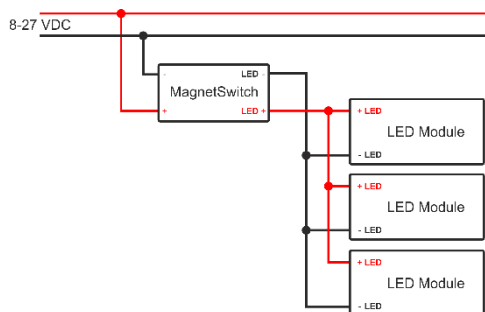 8-27 VDC
- LED -
MagnetSwitch
+ LED +
+ LED
LED Module
- LED
+ LED
LED Module
- LED
+ LED
LED Module
- LED